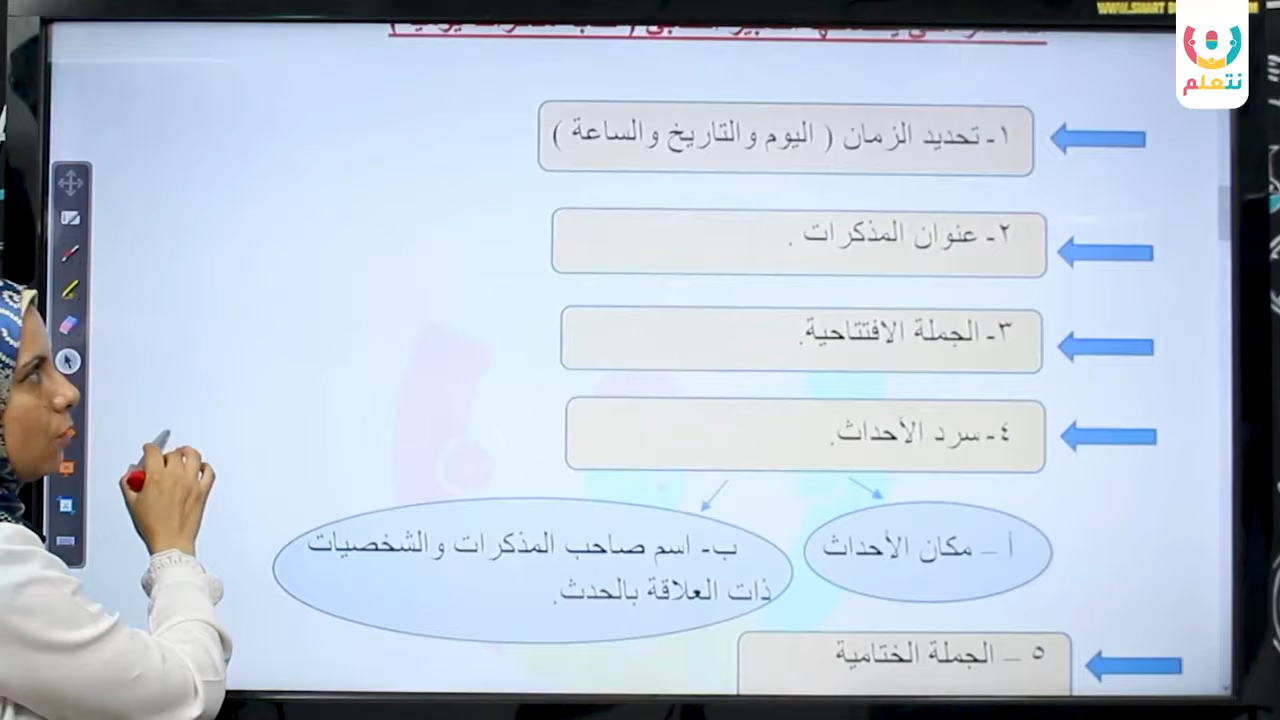 نتعلم
١- تحديد الزمان ( اليوم والتاريخ والساعة )
٢- عنوان المذكرات .
٣- الجملة الافتتاحية.
٤- سرد الأحداث.
أ – مكان الأحداث
ب- اسم صاحب المذكرات والشخصيات
ذات العلاقة بالحدث.
٥ – الجملة الختامية